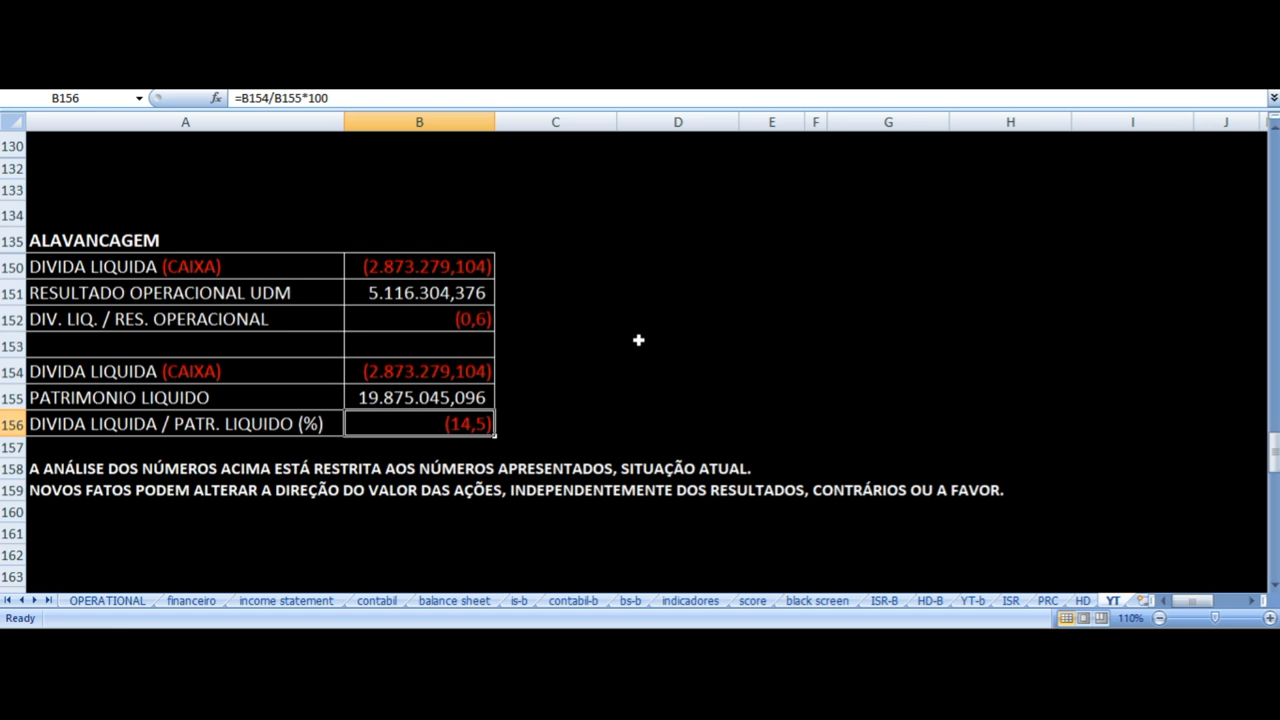 B156 fx =B154/B155*100
A B C D E F G H I J
130
132
133
134
135 ALAVANCAGEM
150 DIVIDA LIQUIDA (CAIXA) (2.873.279,104)
151 RESULTADO OPERACIONAL UDM 5.116.304,376
152 DIV. LIQ. / RES. OPERACIONAL (0,6)
153
154 DIVIDA LIQUIDA (CAIXA) (2.873.279,104)
155 PATRIMONIO LIQUIDO 19.875.045,096
156 DIVIDA LIQUIDA / PATR. LIQUIDO (%) (14,5)
157
158 A ANÁLISE DOS NÚMEROS ACIMA ESTÁ RESTRITA AOS NÚMEROS APRESENTADOS, SITUAÇÃO ATUAL.
159 NOVOS FATOS PODEM ALTERAR A DIREÇÃO DO VALOR DAS AÇÕES, INDEPENDENTEMENTE DOS RESULTADOS, CONTRÁRIOS OU A FAVOR.
160
161
162
163
OPERATIONAL financeiro income statement contabil balance sheet is-b contabil-b bs-b indicadores score black screen ISR-B HD-B YT-b ISR PRC HD YT
Ready 110%